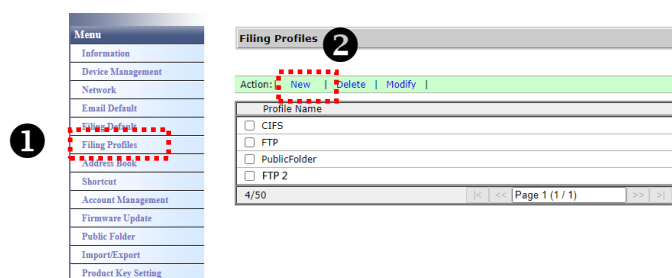 Menu
Information
Device Management
Network
Email Default
Filing Default
Filing Profiles
Address Book
Shortcut
Account Management
Firmware Update
Public Folder
Import/Export
Product Key Setting
1
Filing Profiles
2
Action: | New | Delete | Modify |
Profile Name
CIFS
FTP
PublicFolder
FTP 2
4/50 |< << Page 1 (1 / 1) >> >|